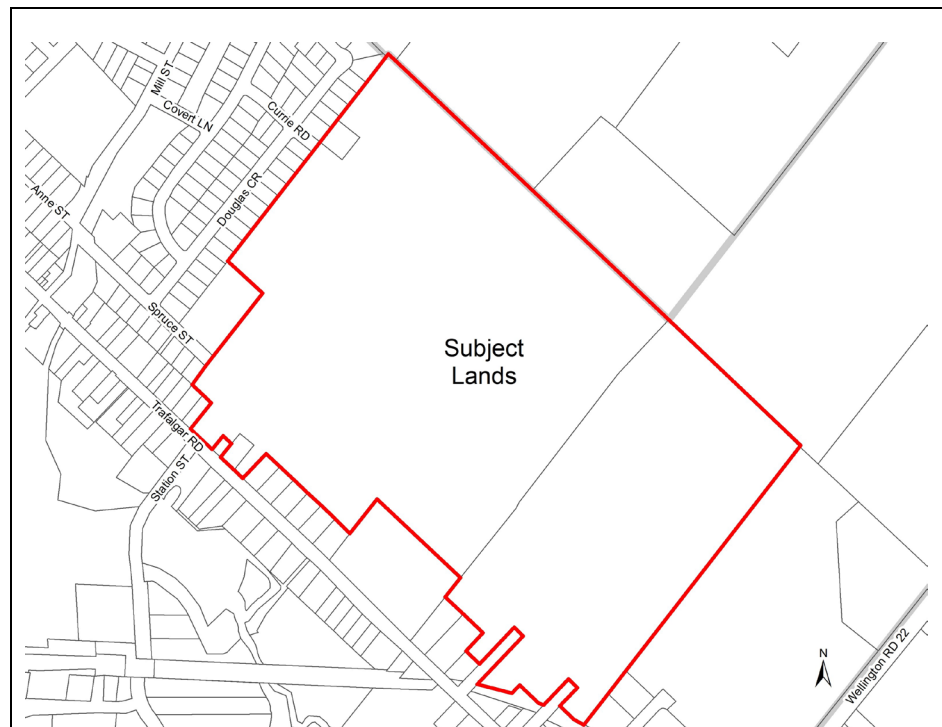 Mill ST
Covert LN
Currie RD
Douglas CR
Anne ST
Spruce ST
Trafalgar RD
Station ST
Subject
Lands
N
Wellington RD 22